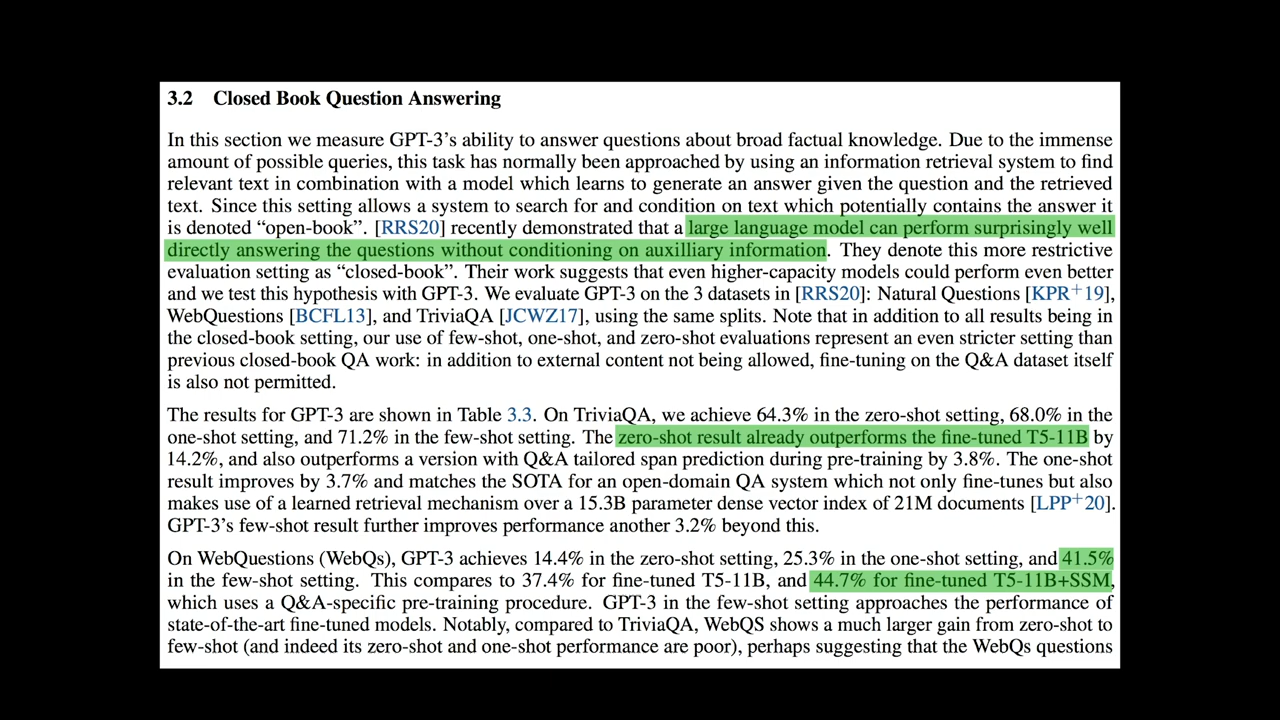 3.2 Closed Book Question Answering
In this section we measure GPT-3's ability to answer questions about broad factual knowledge. Due to the immense
amount of possible queries, this task has normally been approached by using an information retrieval system to find
relevant text in combination with a model which learns to generate an answer given the question and the retrieved
text. Since this setting allows a system to search for and condition on text which potentially contains the answer it
is denoted “open-book”. [RRS20] recently demonstrated that a large language model can perform surprisingly well
directly answering the questions without conditioning on auxilliary information. They denote this more restrictive
evaluation setting as “closed-book”. Their work suggests that even higher-capacity models could perform even better
and we test this hypothesis with GPT-3. We evaluate GPT-3 on the 3 datasets in [RRS20]: Natural Questions [KPR+19],
WebQuestions [BCFL13], and TriviaQA [JCWZ17], using the same splits. Note that in addition to all results being in
the closed-book setting, our use of few-shot, one-shot, and zero-shot evaluations represent an even stricter setting than
previous closed-book QA work: in addition to external content not being allowed, fine-tuning on the Q&A dataset itself
is also not permitted.
The results for GPT-3 are shown in Table 3.3. On TriviaQA, we achieve 64.3% in the zero-shot setting, 68.0% in the
one-shot setting, and 71.2% in the few-shot setting. The zero-shot result already outperforms the fine-tuned T5-11B by
14.2%, and also outperforms a version with Q&A tailored span prediction during pre-training by 3.8%. The one-shot
result improves by 3.7% and matches the SOTA for an open-domain QA system which not only fine-tunes but also
makes use of a learned retrieval mechanism over a 15.3B parameter dense vector index of 21M documents [LPP+20].
GPT-3's few-shot result further improves performance another 3.2% beyond this.
On WebQuestions (WebQs), GPT-3 achieves 14.4% in the zero-shot setting, 25.3% in the one-shot setting, and 41.5%
in the few-shot setting. This compares to 37.4% for fine-tuned T5-11B, and 44.7% for fine-tuned T5-11B+SSM,
which uses a Q&A-specific pre-training procedure. GPT-3 in the few-shot setting approaches the performance of
state-of-the-art fine-tuned models. Notably, compared to TriviaQA, WebQS shows a much larger gain from zero-shot to
few-shot (and indeed its zero-shot and one-shot performance are poor), perhaps suggesting that the WebQs questions